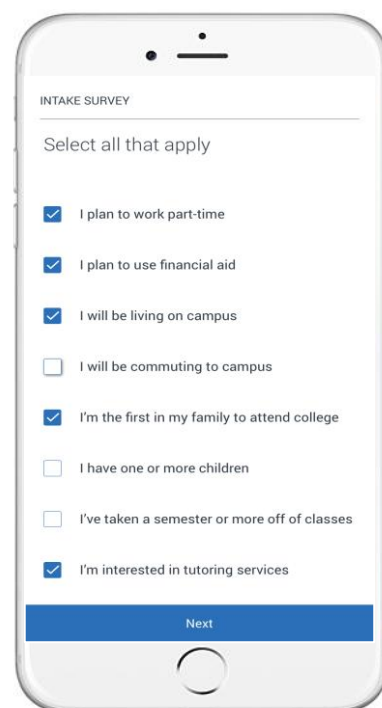 INTAKE SURVEY
Select all that apply
I plan to work part-time
I plan to use financial aid
I will be living on campus
I will be commuting to campus
I'm the first in my family to attend college
I have one or more children
I've taken a semester or more off of classes
I'm interested in tutoring services
Next